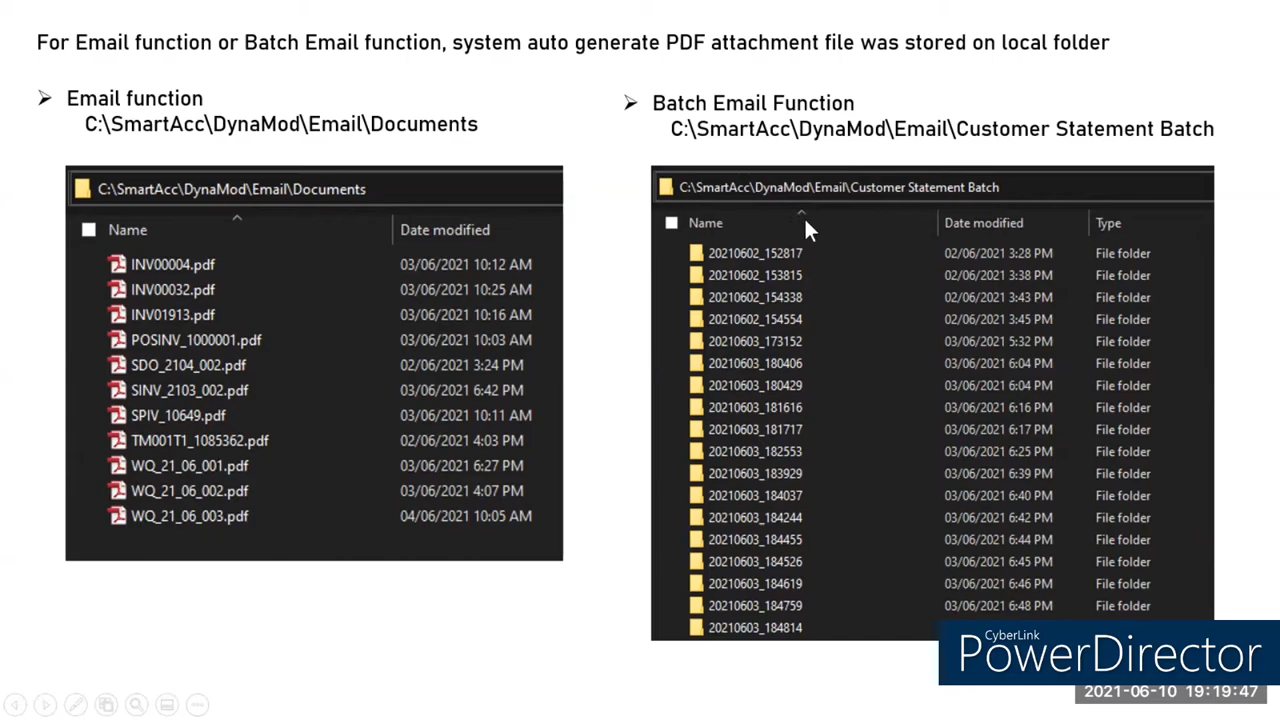 For Email function or Batch Email function, system auto generate PDF attachment file was stored on local folder
➢ Email function
C:\SmartAcc\DynaMod\Email\Documents
C:\SmartAcc\DynaMod\Email\Documents
Name Date modified
INV00004.pdf 03/06/2021 10:12 AM
INV00032.pdf 03/06/2021 10:25 AM
INV01913.pdf 03/06/2021 10:16 AM
POSINV_1000001.pdf 03/06/2021 10:03 AM
SDO_2104_002.pdf 02/06/2021 3:24 PM
SINV_2103_002.pdf 03/06/2021 6:42 PM
SPIV_10649.pdf 03/06/2021 10:11 AM
TM001T1_1085362.pdf 02/06/2021 4:03 PM
WQ_21_06_001.pdf 03/06/2021 6:27 PM
WQ_21_06_002.pdf 03/06/2021 4:07 PM
WQ_21_06_003.pdf 04/06/2021 10:05 AM
➢ Batch Email Function
C:\SmartAcc\DynaMod\Email\Customer Statement Batch
C:\SmartAcc\DynaMod\Email\Customer Statement Batch
Name Date modified Type
20210602_152817 02/06/2021 3:28 PM File folder
20210602_153815 02/06/2021 3:38 PM File folder
20210602_154338 02/06/2021 3:43 PM File folder
20210602_154554 02/06/2021 3:45 PM File folder
20210603_173152 03/06/2021 5:32 PM File folder
20210603_180406 03/06/2021 6:04 PM File folder
20210603_180429 03/06/2021 6:04 PM File folder
20210603_181616 03/06/2021 6:16 PM File folder
20210603_181717 03/06/2021 6:17 PM File folder
20210603_182553 03/06/2021 6:25 PM File folder
20210603_183929 03/06/2021 6:39 PM File folder
20210603_184037 03/06/2021 6:40 PM File folder
20210603_184244 03/06/2021 6:42 PM File folder
20210603_184455 03/06/2021 6:44 PM File folder
20210603_184526 03/06/2021 6:45 PM File folder
20210603_184619 03/06/2021 6:46 PM File folder
20210603_184759 03/06/2021 6:48 PM File folder
20210603_184814
CyberLink
PowerDirector
2021-06-10 19:19:47